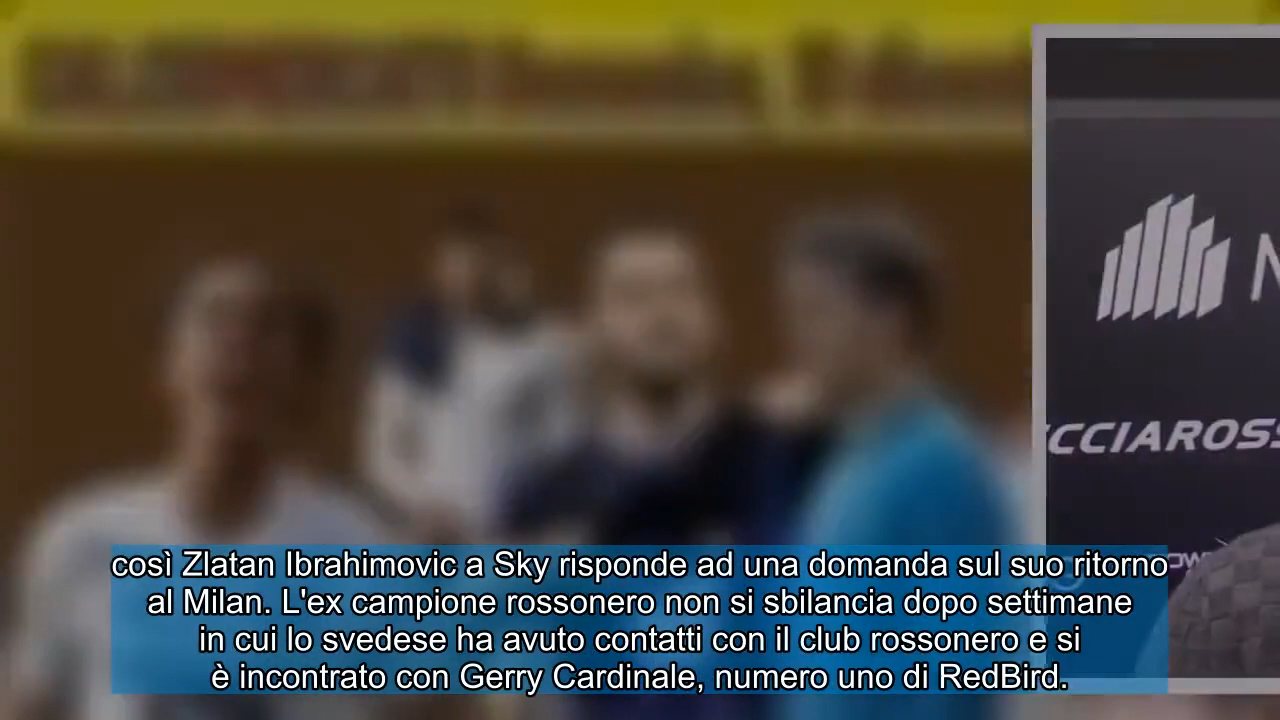 CCIAROSS
così Zlatan Ibrahimovic a Sky risponde ad una domanda sul suo ritorno
al Milan. L'ex campione rossonero non si sbilancia dopo settimane
in cui lo svedese ha avuto contatti con il club rossonero e si
è incontrato con Gerry Cardinale, numero uno di RedBird.